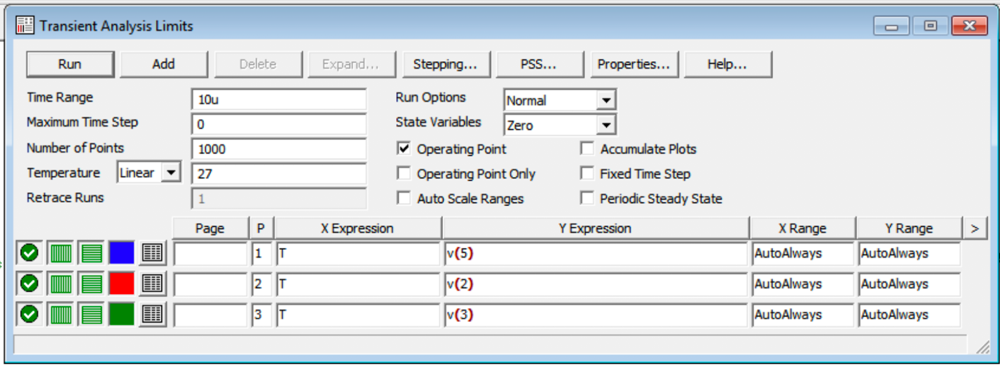 Transient Analysis Limits
Run Add Delete Expand... Stepping... PSS... Properties... Help...
Time Range 10u Run Options Normal
Maximum Time Step 0 State Variables Zero
Number of Points 1000 Operating Point Accumulate Plots
Temperature Linear 27 Operating Point Only Fixed Time Step
Retrace Runs 1 Auto Scale Ranges Periodic Steady State
Page P X Expression Y Expression X Range Y Range >
1 T v(5) AutoAlways AutoAlways
2 T v(2) AutoAlways AutoAlways
3 T v(3) AutoAlways AutoAlways